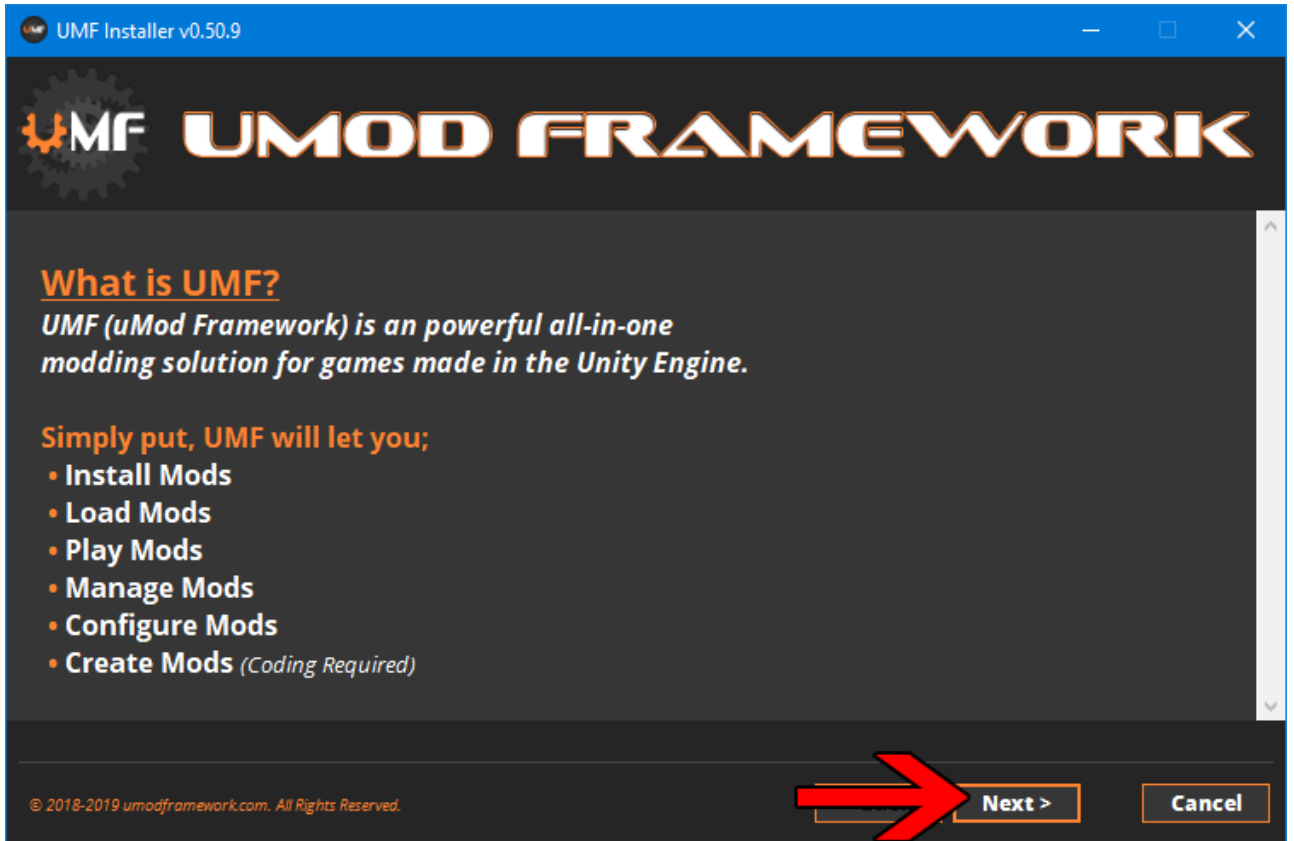 UMF Installer v0.50.9
UMF UMOD FRAMEWORK
What is UMF?
UMF (uMod Framework) is an powerful all-in-one
modding solution for games made in the Unity Engine.
Simply put, UMF will let you;
• Install Mods
• Load Mods
• Play Mods
• Manage Mods
• Configure Mods
• Create Mods (Coding Required)
© 2018-2019 umodframework.com. All Rights Reserved.
Next >
Cancel